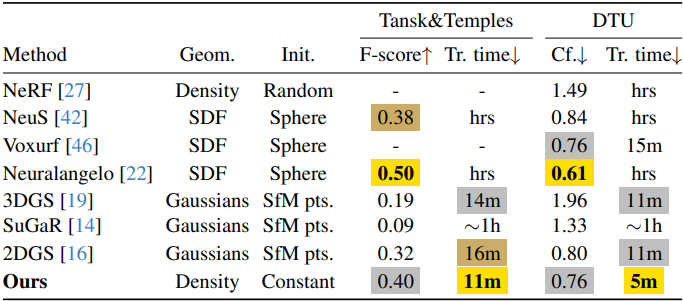 Tansk&Temples DTU
Method Geom. Init. F-score↑ Tr. time↓ Cf.↓ Tr. time↓
NeRF [27] Density Random - - 1.49 hrs
NeuS [42] SDF Sphere 0.38 hrs 0.84 hrs
Voxurf [46] SDF Sphere - - 0.76 15m
Neuralangelo [22] SDF Sphere 0.50 hrs 0.61 hrs
3DGS [19] Gaussians SfM pts. 0.19 14m 1.96 11m
SuGaR [14] Gaussians SfM pts. 0.09 ∼1h 1.33 ∼1h
2DGS [16] Gaussians SfM pts. 0.32 16m 0.80 11m
Ours Density Constant 0.40 11m 0.76 5m